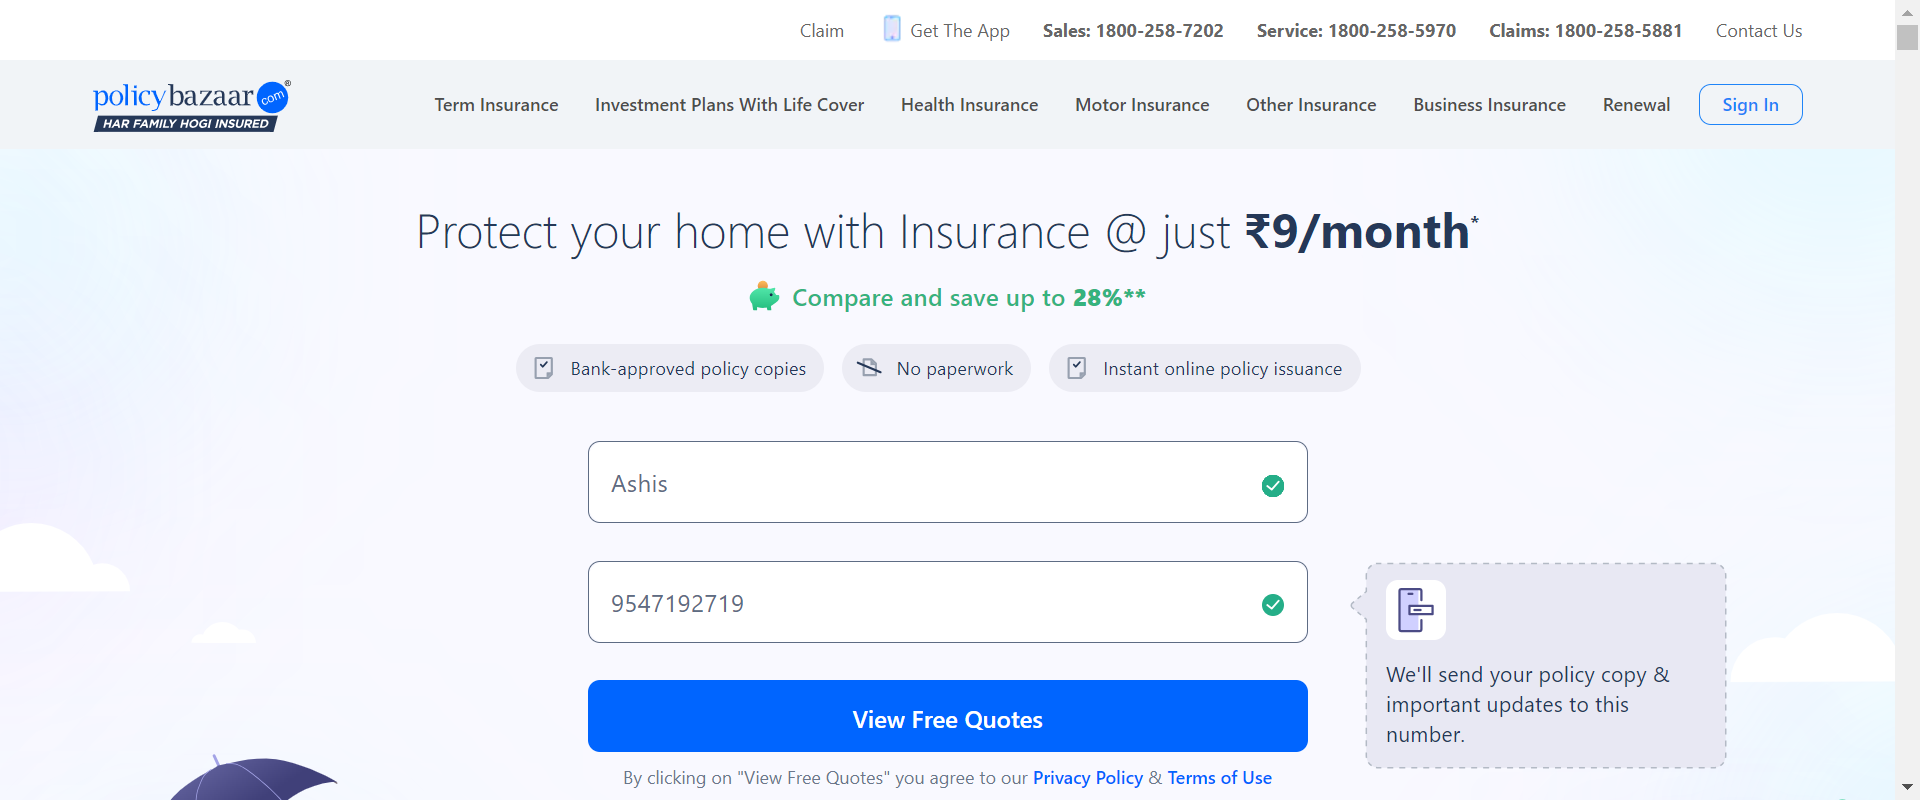 Claim
Get The App
Sales: 1800-258-7202
Service: 1800-258-5970
Claims: 1800-258-5881
Contact Us
policybazaar.com®
HAR FAMILY HOGI INSURED
Term Insurance
Investment Plans With Life Cover
Health Insurance
Motor Insurance
Other Insurance
Business Insurance
Renewal
Sign In
Protect your home with Insurance @ just ₹9/month*
Compare and save up to 28%**
Bank-approved policy copies
No paperwork
Instant online policy issuance
Ashis
9547192719
We'll send your policy copy &
important updates to this
number.
View Free Quotes
By clicking on "View Free Quotes" you agree to our Privacy Policy & Terms of Use